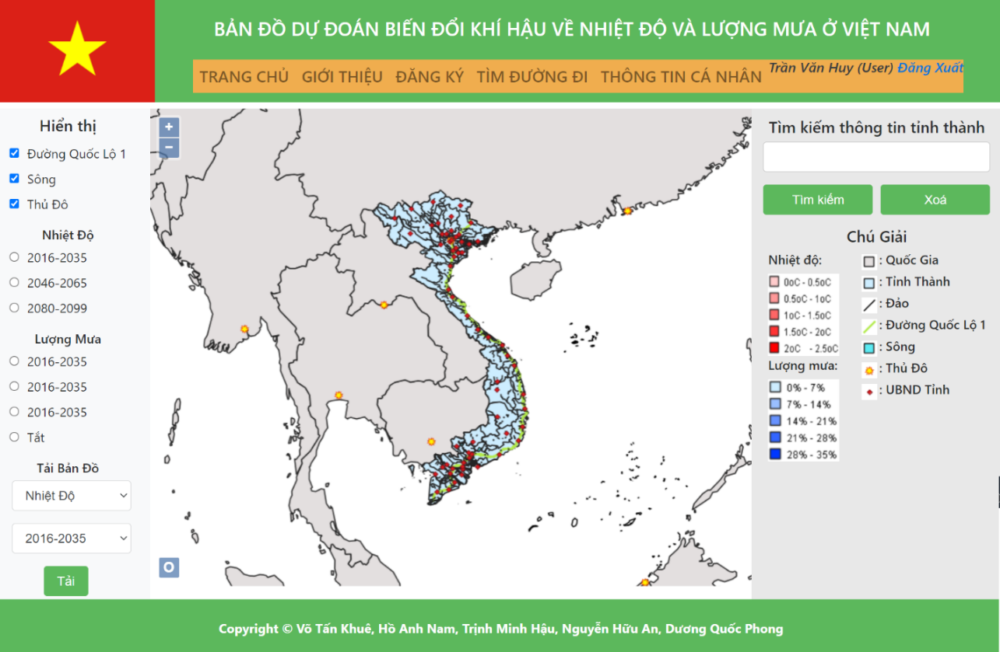 BẢN ĐỒ DỰ ĐOÁN BIẾN ĐỔI KHÍ HẬU VỀ NHIỆT ĐỘ VÀ LƯỢNG MƯA Ở VIỆT NAM
TRANG CHỦ GIỚI THIỆU ĐĂNG KÝ TÌM ĐƯỜNG ĐI THÔNG TIN CÁ NHÂN
Trần Văn Huy (User) Đăng Xuất
Hiển thị
Đường Quốc Lộ 1
Sông
Thủ Đô
Nhiệt Độ
2016-2035
2046-2065
2080-2099
Lượng Mưa
2016-2035
2016-2035
2016-2035
Tắt
Tải Bản Đồ
Nhiệt Độ
2016-2035
Tải
+
−
O
Tìm kiếm thông tin tỉnh thành
Tìm kiếm
Xoá
Chú Giải
Nhiệt độ:
0oC - 0.5oC
0.5oC - 1oC
1oC - 1.5oC
1.5oC - 2oC
2oC - 2.5oC
Lượng mưa:
0% - 7%
7% - 14%
14% - 21%
21% - 28%
28% - 35%
: Quốc Gia
: Tỉnh Thành
: Đảo
: Đường Quốc Lộ 1
: Sông
: Thủ Đô
: UBND Tỉnh
Copyright © Võ Tấn Khuê, Hồ Anh Nam, Trịnh Minh Hậu, Nguyễn Hữu An, Dương Quốc Phong